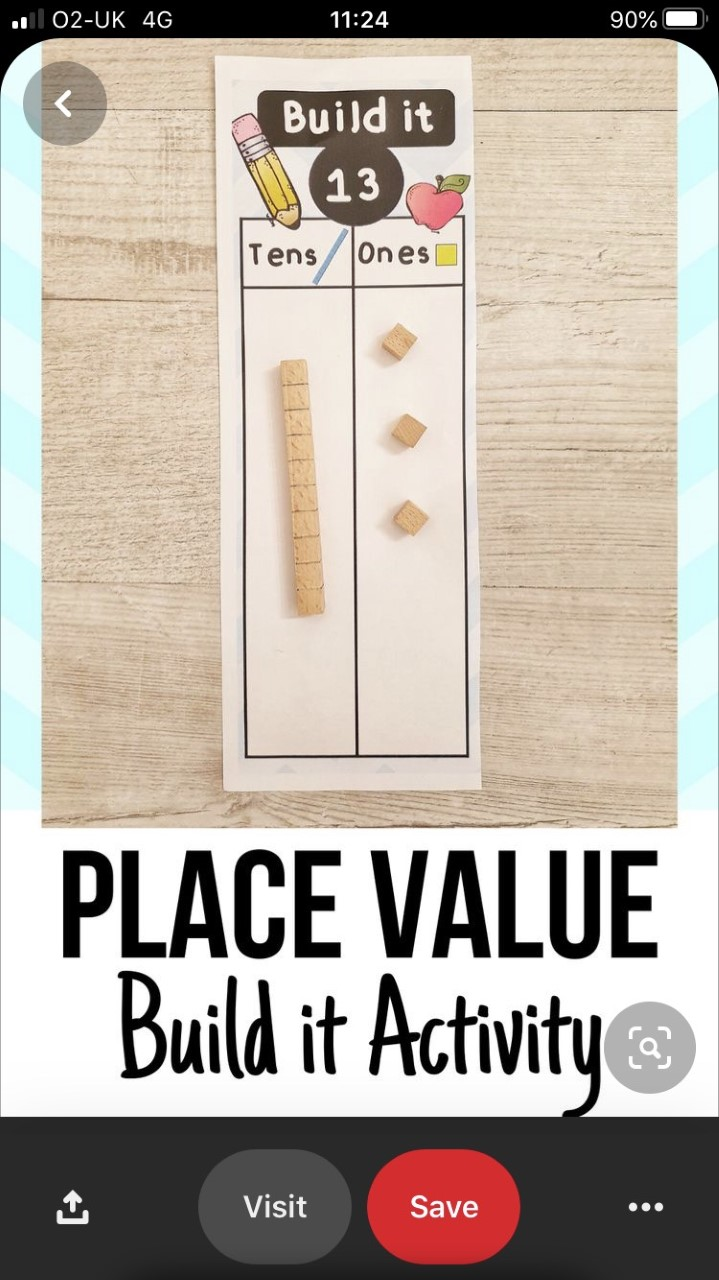 O2-UK 4G 11:24 90%
Build it
13
Tens Ones
PLACE VALUE
Build it Activity
Visit Save